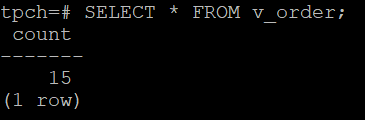 tpch=# SELECT * FROM v_order;
count
-------
15
(1 row)